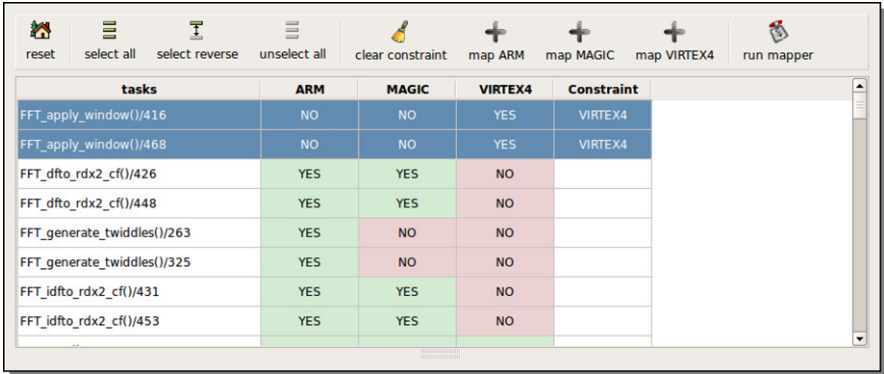 reset select all select reverse unselect all clear constraint map ARM map MAGIC map VIRTEX4 run mapper
tasks ARM MAGIC VIRTEX4 Constraint
FFT_apply_window()/416 NO NO YES VIRTEX4
FFT_apply_window()/468 NO NO YES VIRTEX4
FFT_dfto_rdx2_cf()/426 YES YES NO
FFT_dfto_rdx2_cf()/448 YES YES NO
FFT_generate_twiddles()/263 YES NO NO
FFT_generate_twiddles()/325 YES NO NO
FFT_idfto_rdx2_cf()/431 YES YES NO
FFT_idfto_rdx2_cf()/453 YES YES NO